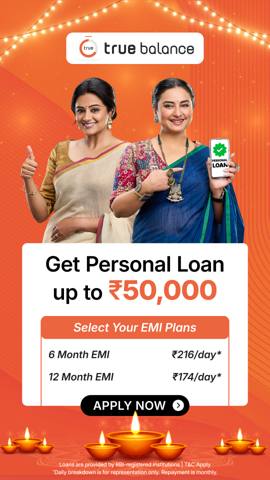 true
true balance
PERSONAL
LOAN
Get Personal Loan
up to ₹50,000
Select Your EMI Plans
6 Month EMI ₹216/day*
12 Month EMI ₹174/day*
APPLY NOW
Loans are provided by RBI-registered institutions | T&C Apply
*Daily breakdown is for representation only. Repayment is monthly.